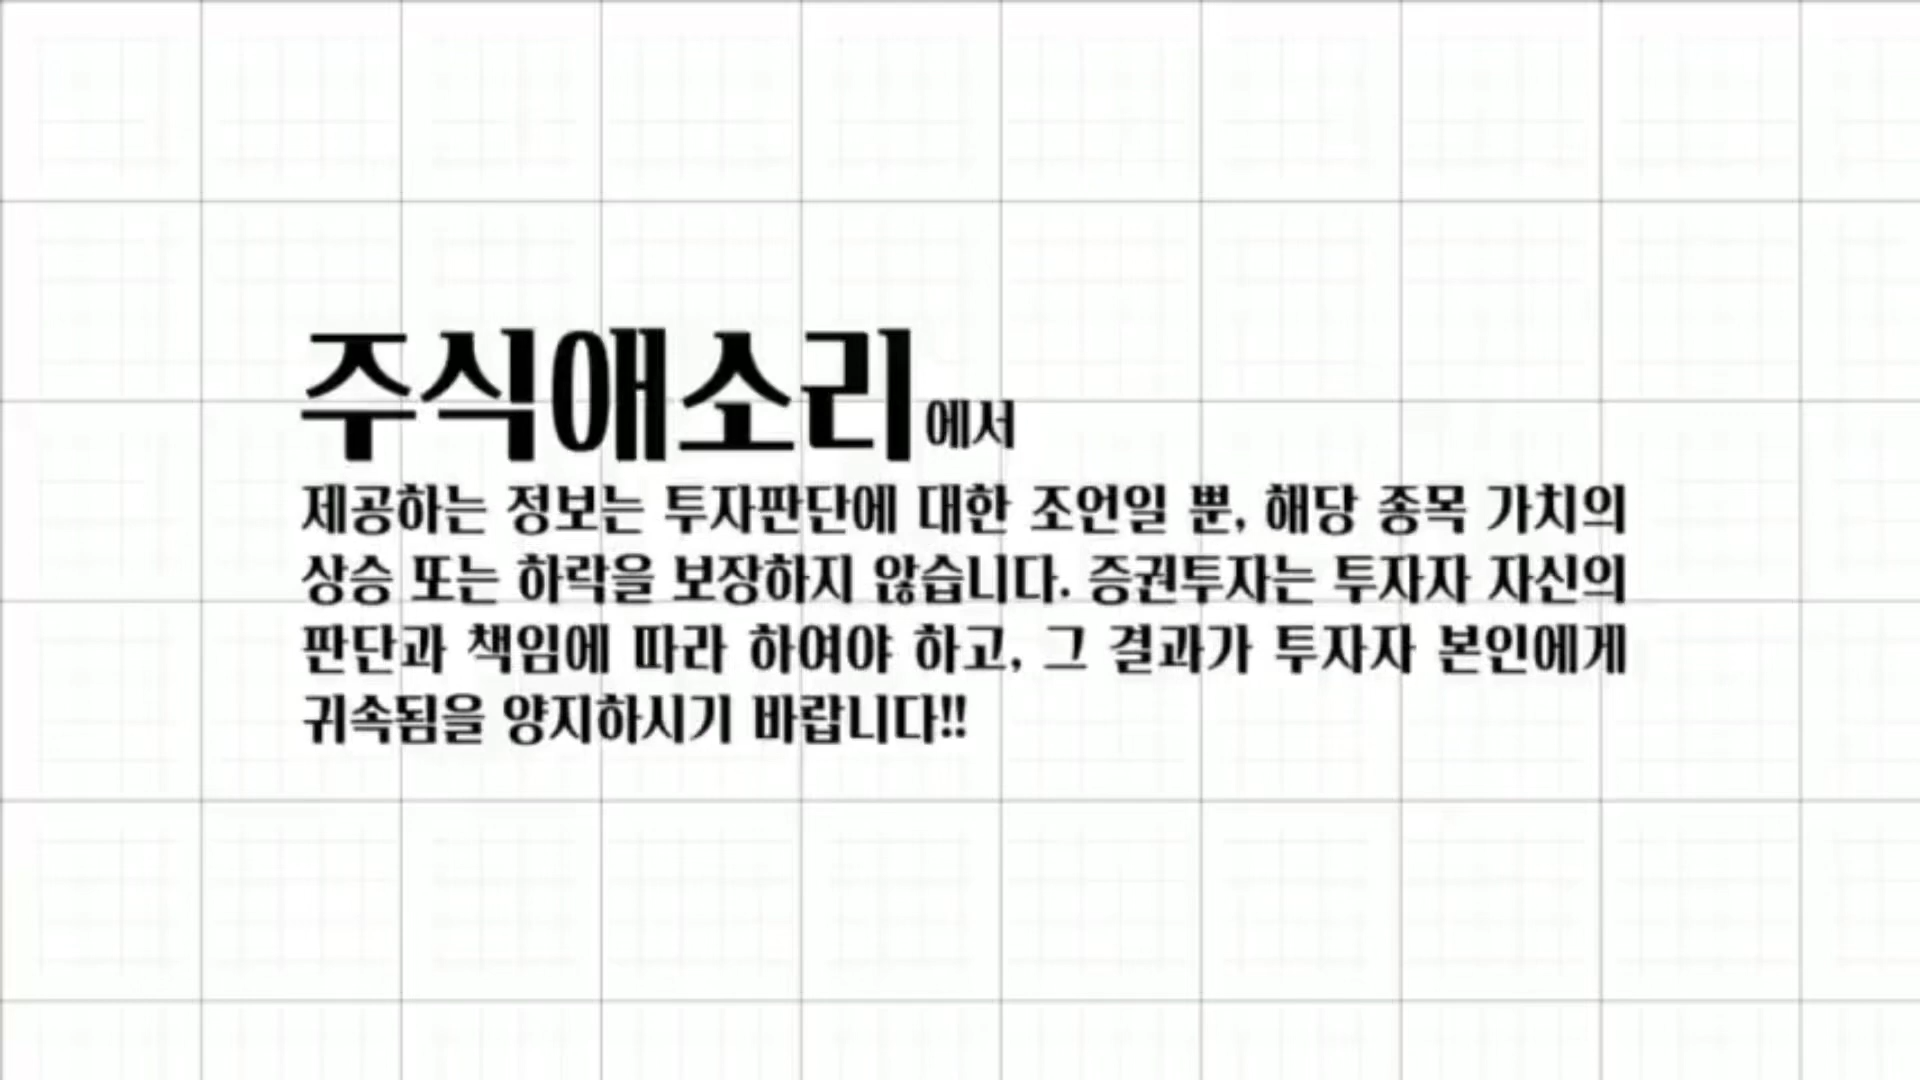 주식애소리에서
제공하는 정보는 투자판단에 대한 조언일 뿐, 해당 종목 가치의
상승 또는 하락을 보장하지 않습니다. 증권투자는 투자자 자신의
판단과 책임에 따라 하여야 하고, 그 결과가 투자자 본인에게
귀속됨을 양지하시기 바랍니다!!